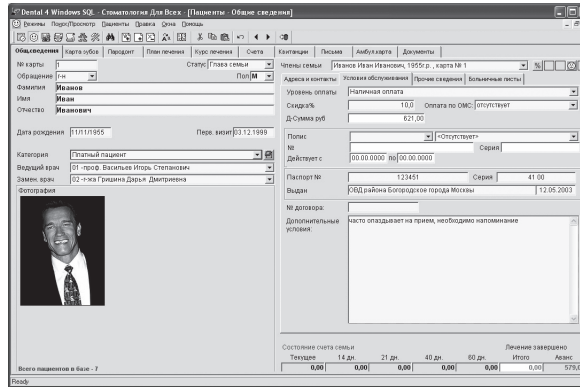 Dental 4 Windows SQL - Стоматология Для Всех - [Пациенты - Общие сведения]
Режимы Поиск/Просмотр Пациенты Правка Окна Помощь
Общ.сведения Карта зубов Пародонт План лечения Курс лечения Счета Квитанции Письма Амбул.карта Документы
№ карты 1 Статус Глава семьи
Обращение г-н Пол М
Фамилия Иванов
Имя Иван
Отчество Иванович
Дата рождения 11/11/1955 Перв. визит 03.12.1999
Категория Платный пациент
Ведущий врач 01 -проф. Васильев Игорь Степанович
Замен. врач 02 -г-жа Гришина Дарья Дмитриевна
Фотография
Всего пациентов в базе - 7
Ready
Члены семьи Иванов Иван Иванович, 1955г.р., карта № 1 %
Адреса и контакты Условия обслуживания Прочие сведения Больничные листы
Уровень оплаты Наличная оплата
Скидка% 10,0 Оплата по ОМС: отсутствует
Д-Сумма руб 621,00
Полис <Отсутствует>
№ Серия
Действует с 00.00.0000 по 00.00.0000
Паспорт № 123451 Серия 41 00
Выдан ОВД района Богородское города Москвы 12.05.2003
№ договора:
Дополнительные условия: часто опаздывает на прием, необходимо напоминание
Состояние счета семьи Лечение завершено
Текущее 14 дн. 21 дн. 40 дн. 60 дн. Итого Аванс
0,00 0,00 0,00 0,00 0,00 0,00 579,0